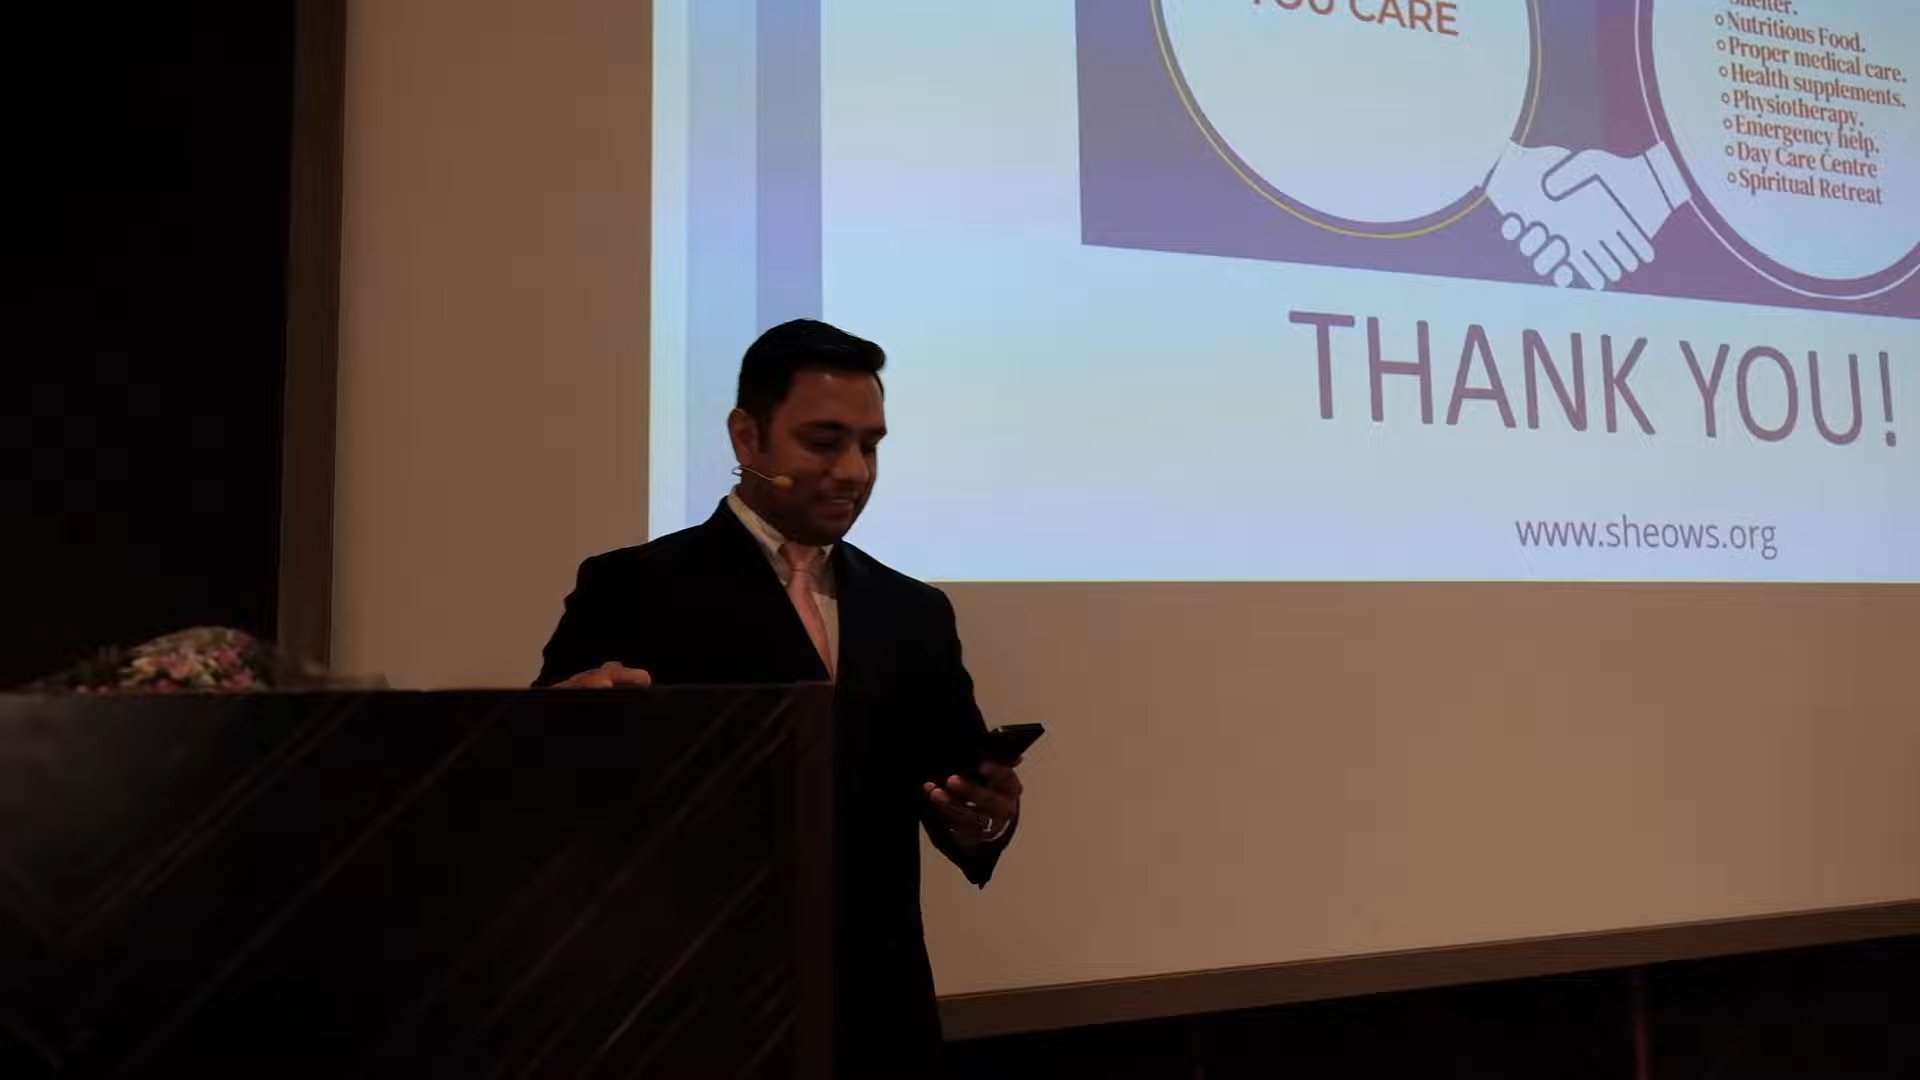 YOU CARE
Shelter.
Nutritious Food.
Proper medical care.
Health supplements.
Physiotherapy.
Emergency help.
Day Care Centre
Spiritual Retreat
THANK YOU!
www.sheows.org